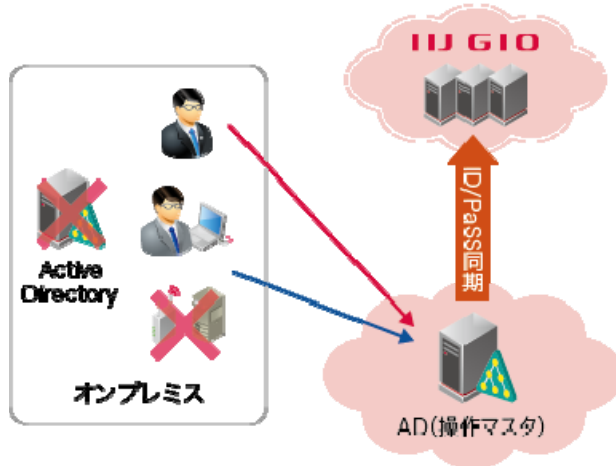 IIJ GIO
ID/PaSS同期
Active
Directory
オンプレミス
AD(操作マスタ)